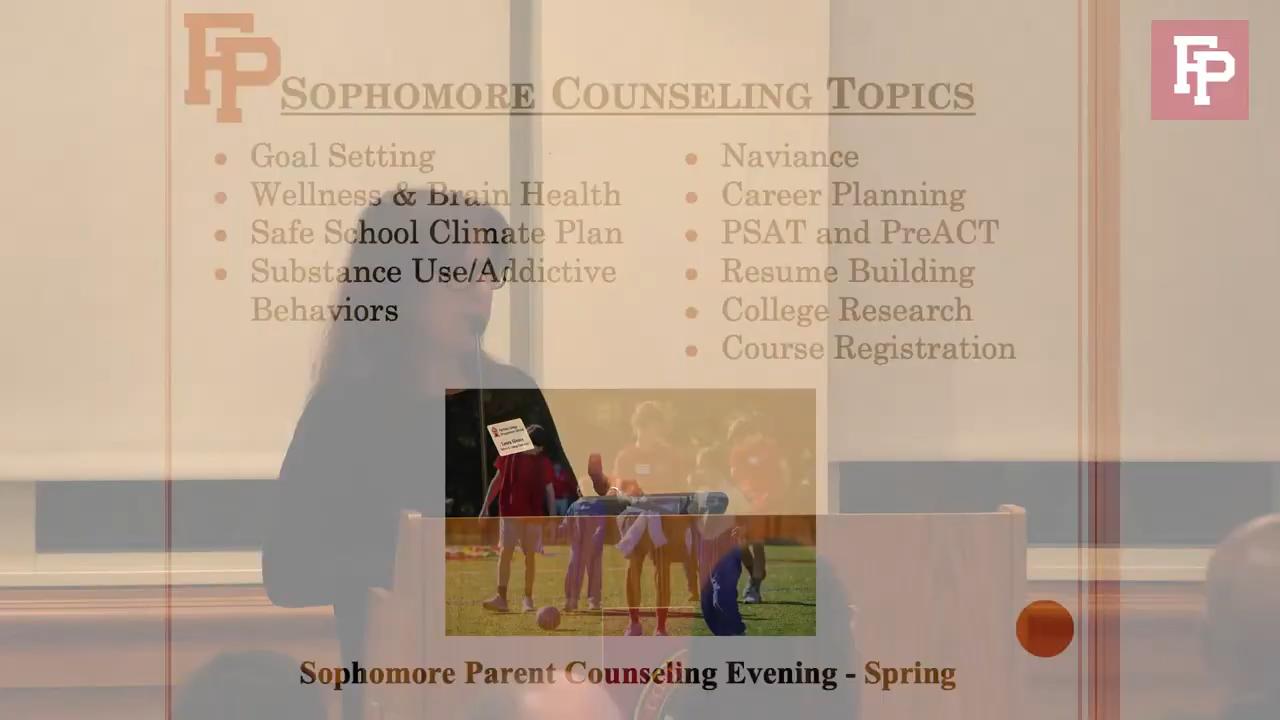 FP
FP
SOPHOMORE COUNSELING TOPICS
Goal Setting
Wellness & Brain Health
Safe School Climate Plan
Substance Use/Addictive
Behaviors
Naviance
Career Planning
PSAT and PreACT
Resume Building
College Research
Course Registration
Sophomore Parent Counseling Evening - Spring